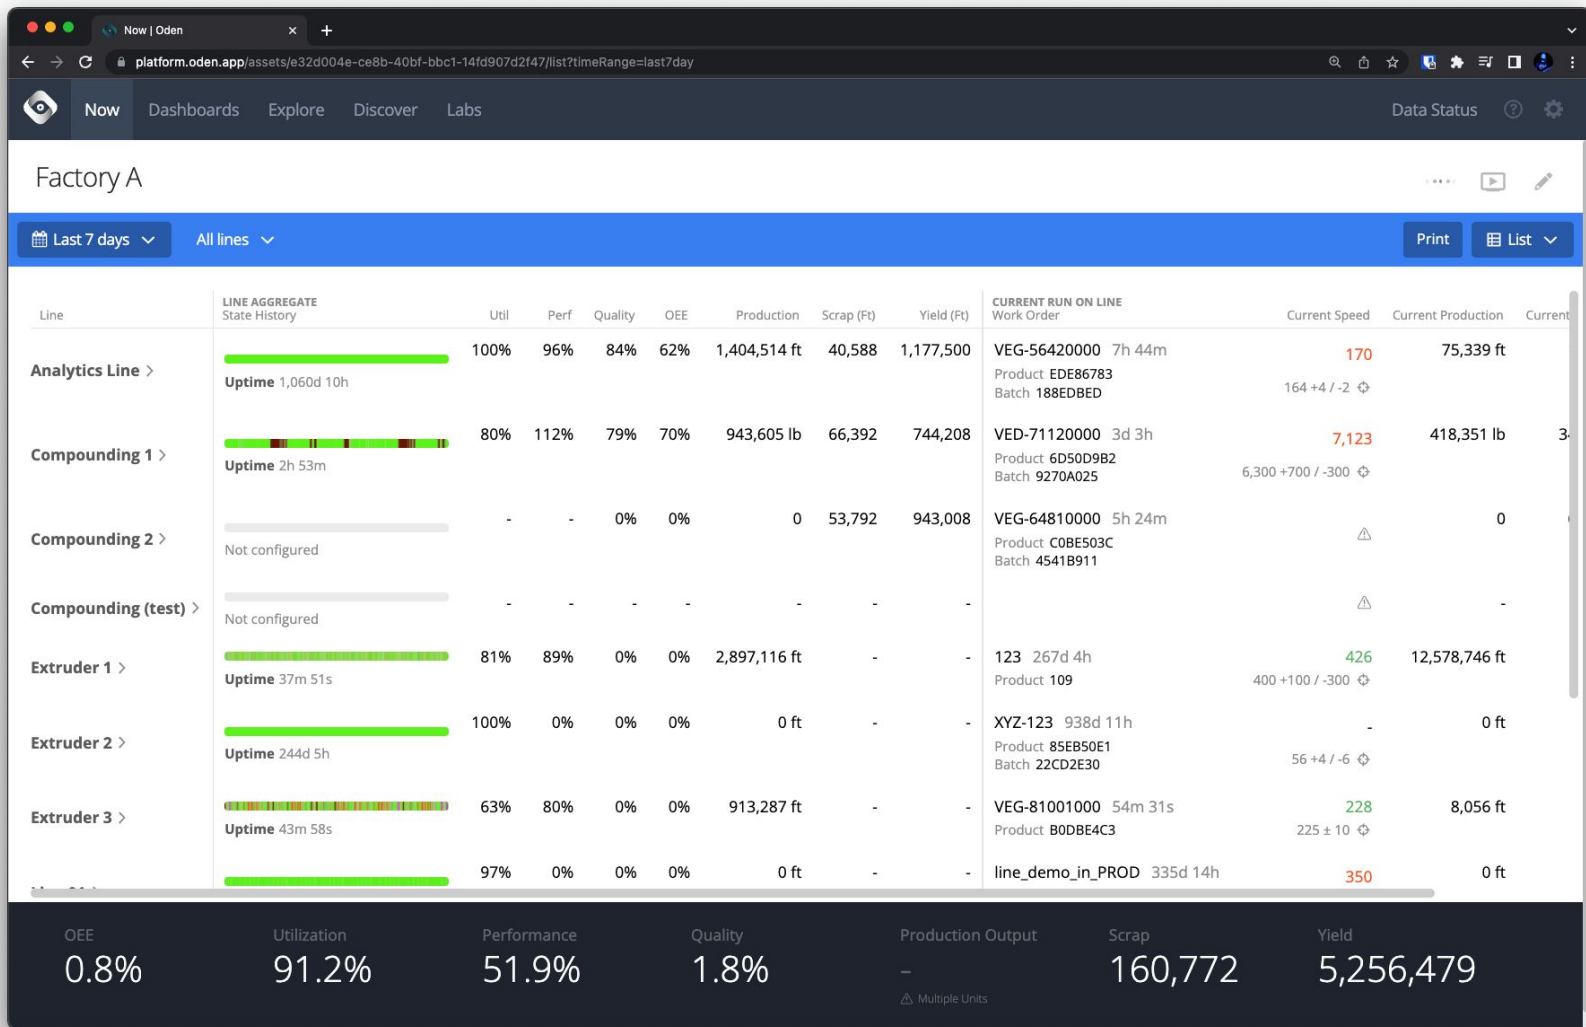 Now | Oden
platform.oden.app/assets/e32d004e-ce8b-40bf-bbc1-14fd907d2f47/list?timeRange=last7day
Now Dashboards Explore Discover Labs Data Status
Factory A
Last 7 days All lines Print List
LINE AGGREGATE CURRENT RUN ON LINE
Line State History Util Perf Quality OEE Production Scrap (Ft) Yield (Ft) Work Order Current Speed Current Production Current
Analytics Line 100% 96% 84% 62% 1,404,514 ft 40,588 1,177,500 VEG-56420000 7h 44m 170 75,339 ft
Uptime 1,060d 10h Product EDE86783 164 +4 / -2
Batch 188EDBED
Compounding 1 80% 112% 79% 70% 943,605 lb 66,392 744,208 VED-71120000 3d 3h 7,123 418,351 lb
Uptime 2h 53m Product 6D50D9B2 6,300 +700 / -300
Batch 9270A025
Compounding 2 - - 0% 0% 0 53,792 943,008 VEG-64810000 5h 24m 0
Not configured Product C0BE503C
Batch 4541B911
Compounding (test) - - - - - - - -
Not configured
Extruder 1 81% 89% 0% 0% 2,897,116 ft - - 123 267d 4h 426 12,578,746 ft
Uptime 37m 51s Product 109 400 +100 / -300
Extruder 2 100% 0% 0% 0% 0 ft - - XYZ-123 938d 11h - 0 ft
Uptime 244d 5h Product 85EB50E1 56 +4 / -6
Batch 22CD2E30
Extruder 3 63% 80% 0% 0% 913,287 ft - - VEG-81001000 54m 31s 228 8,056 ft
Uptime 43m 58s Product B0DBE4C3 225 ± 10
97% 0% 0% 0% 0 ft - - line_demo_in_PROD 335d 14h 350 0 ft
OEE Utilization Performance Quality Production Output Scrap Yield
0.8% 91.2% 51.9% 1.8% – 160,772 5,256,479
Multiple Units